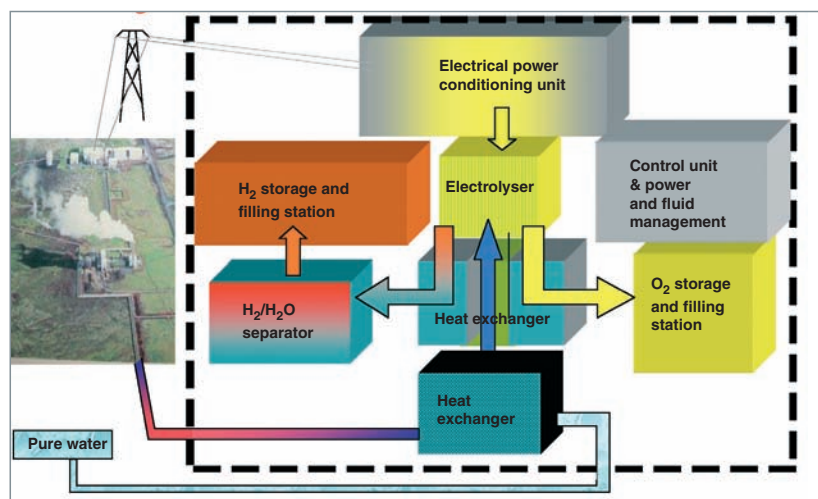 Electrical power
conditioning unit
H₂ storage and
filling station
Electrolyser
Control unit
& power
and fluid
management
H₂/H₂O
separator
Heat exchanger
O₂ storage
and filling
station
Heat
exchanger
Pure water